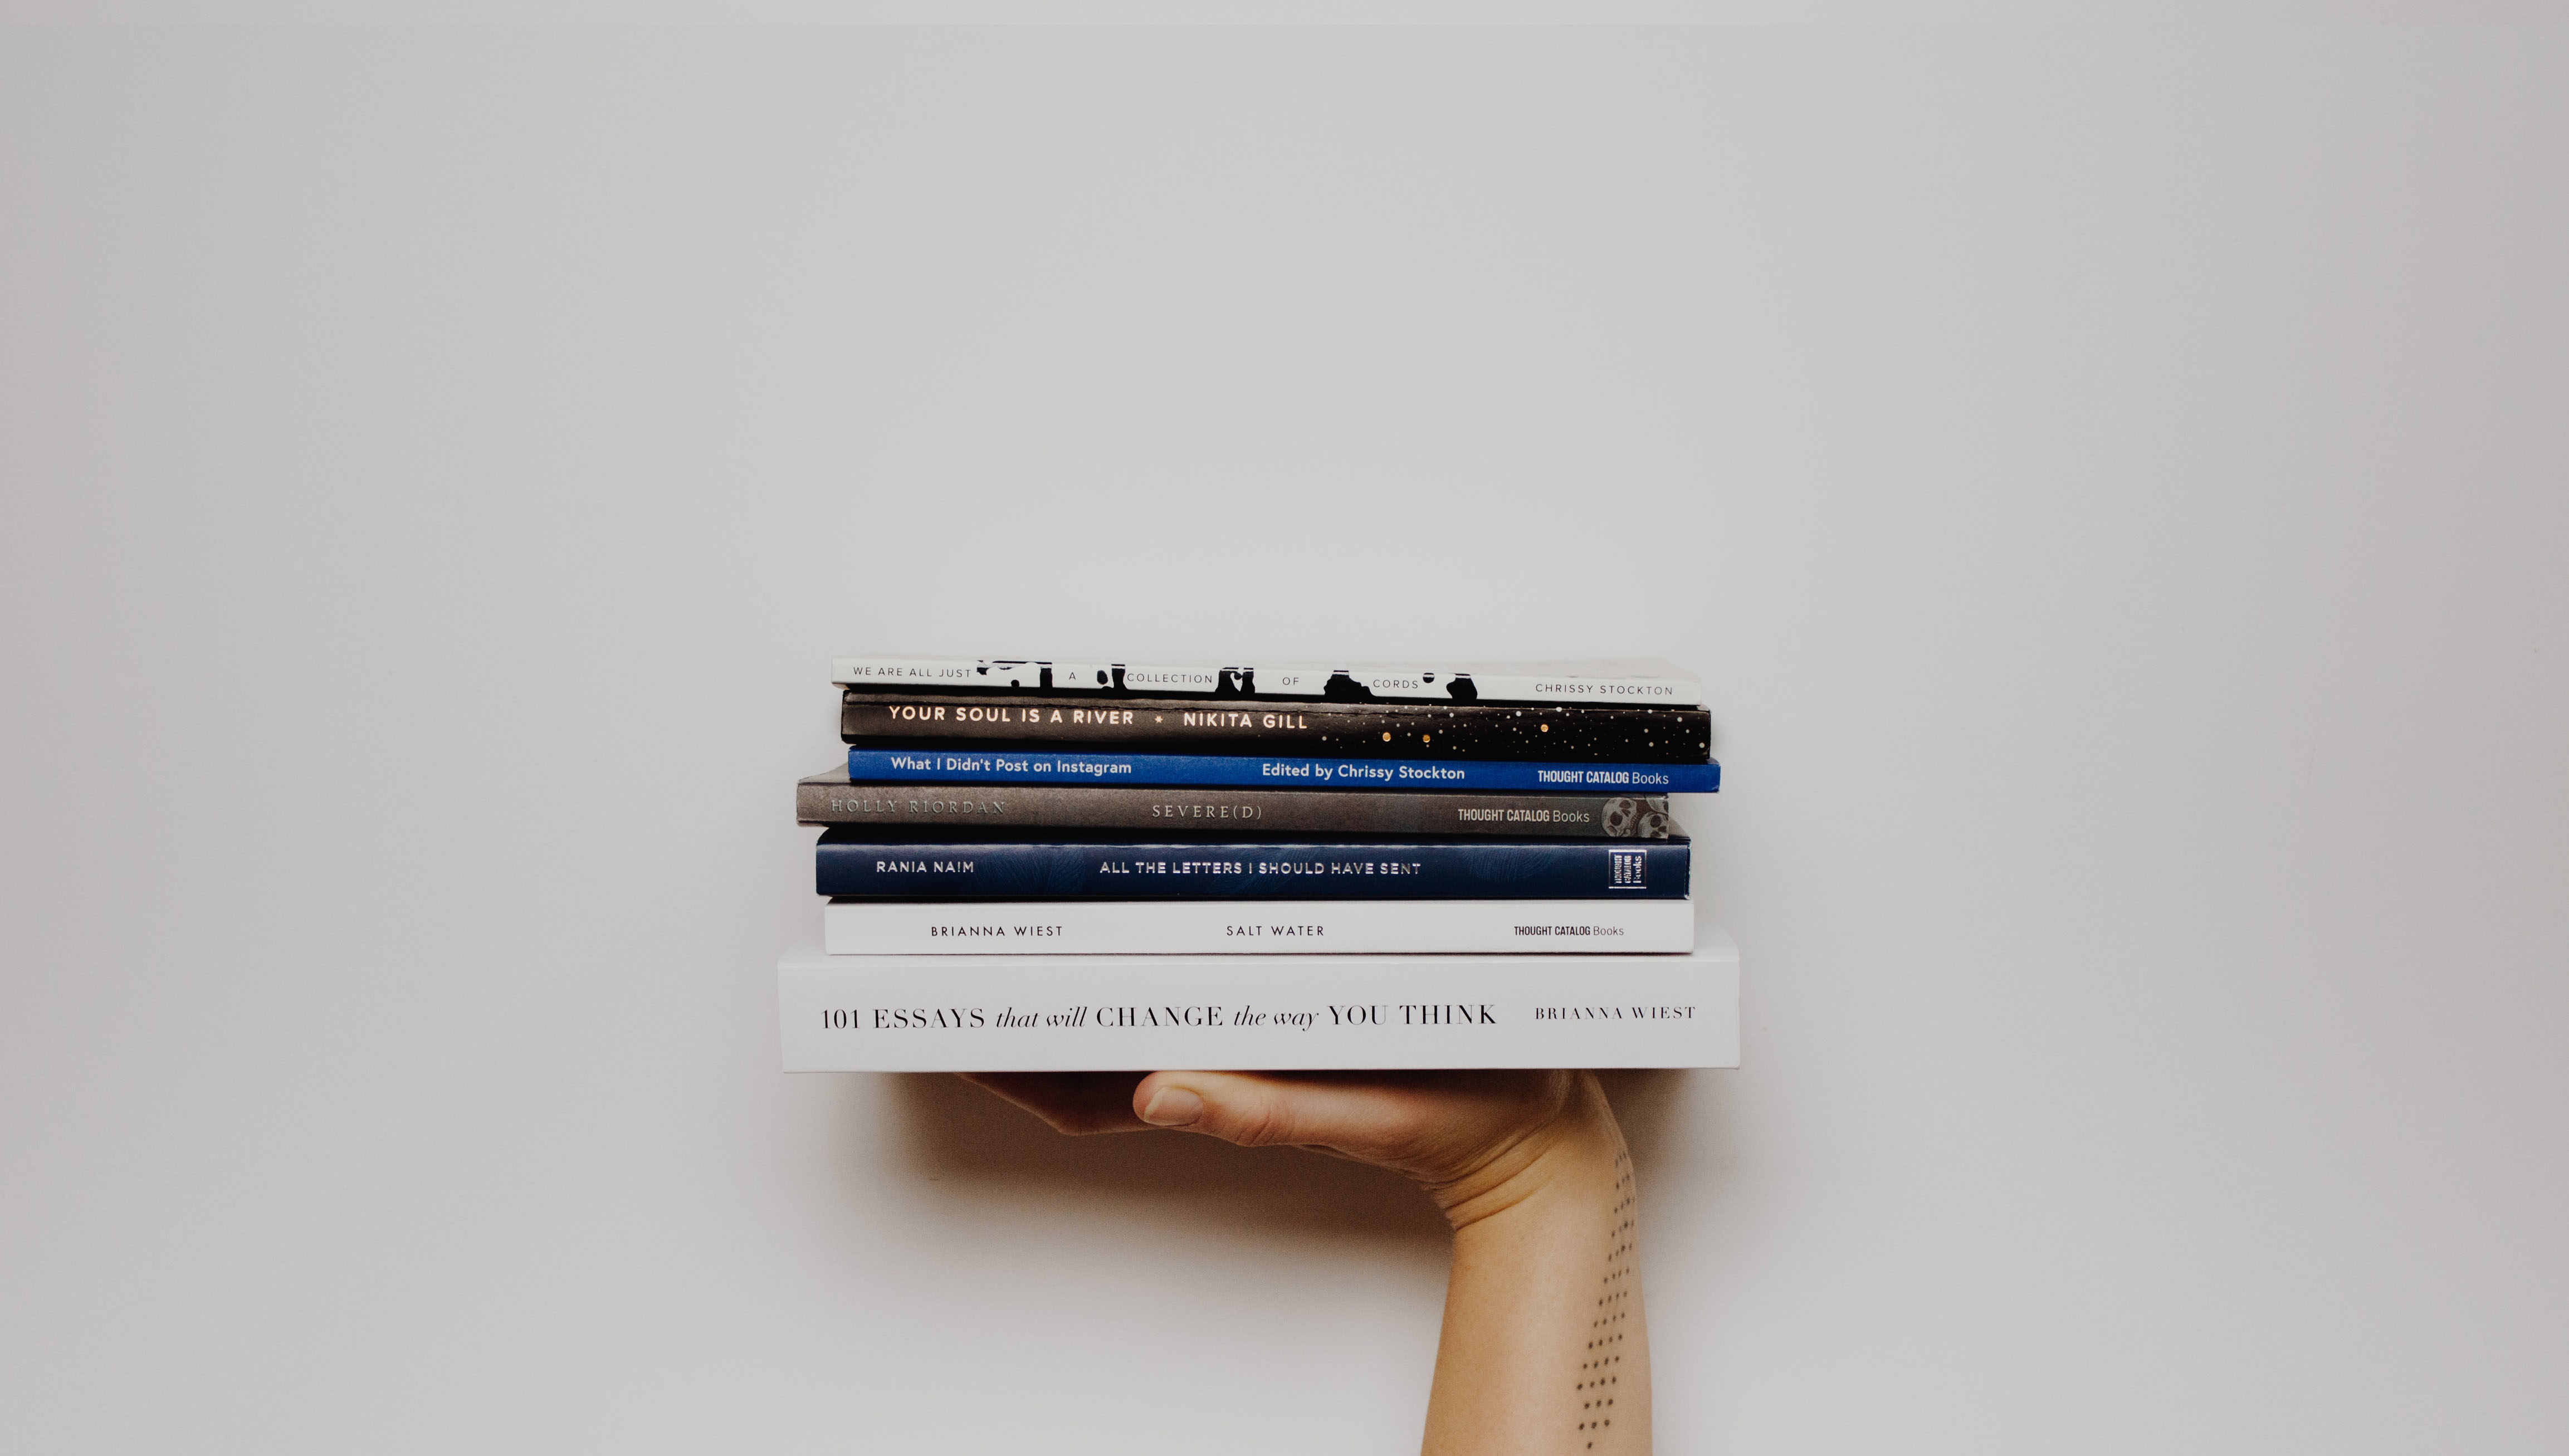 WE ARE ALL JUST A COLLECTION OF CORDS CHRISSY STOCKTON
YOUR SOUL IS A RIVER * NIKITA GILL
What I Didn't Post on Instagram Edited by Chrissy Stockton THOUGHT CATALOG Books
HOLLY RIORDAN SEVERE(D) THOUGHT CATALOG Books
RANIA NAIM ALL THE LETTERS I SHOULD HAVE SENT THOUGHT CATALOG Books
BRIANNA WIEST SALT WATER THOUGHT CATALOG Books
101 ESSAYS that will CHANGE the way YOU THINK BRIANNA WIEST